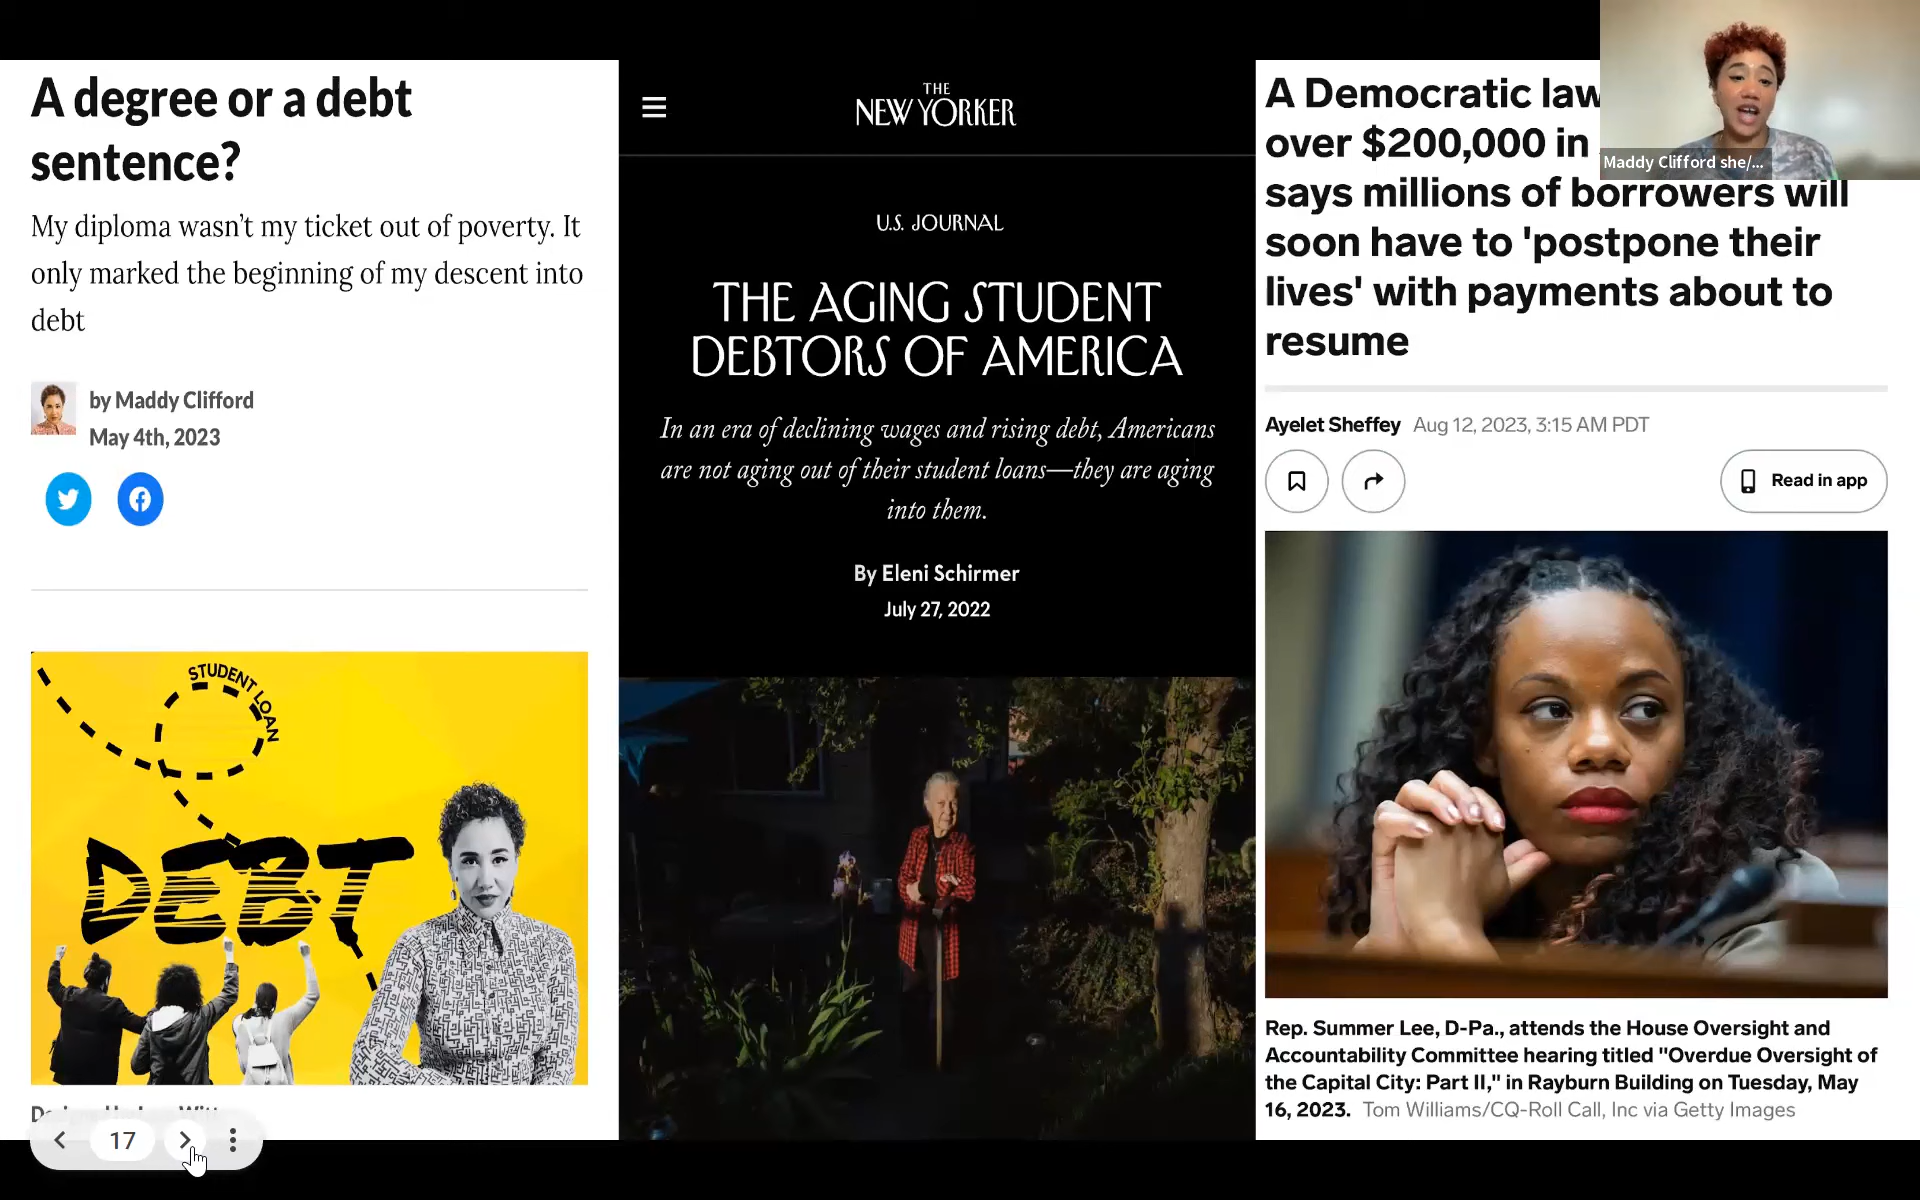 A degree or a debt
sentence?
My diploma wasn't my ticket out of poverty. It
only marked the beginning of my descent into
debt
by Maddy Clifford
May 4th, 2023
STUDENT LOAN
DEBT
17
THE
NEW YORKER
U.S. JOURNAL
THE AGING STUDENT
DEBTORS OF AMERICA
In an era of declining wages and rising debt, Americans
are not aging out of their student loans—they are aging
into them.
By Eleni Schirmer
July 27, 2022
A Democratic law
over $200,000 in
says millions of borrowers will
soon have to 'postpone their
lives' with payments about to
resume
Ayelet Sheffey Aug 12, 2023, 3:15 AM PDT
Read in app
Rep. Summer Lee, D-Pa., attends the House Oversight and
Accountability Committee hearing titled "Overdue Oversight of
the Capital City: Part II," in Rayburn Building on Tuesday, May
16, 2023. Tom Williams/CQ-Roll Call, Inc via Getty Images
Maddy Clifford she/...